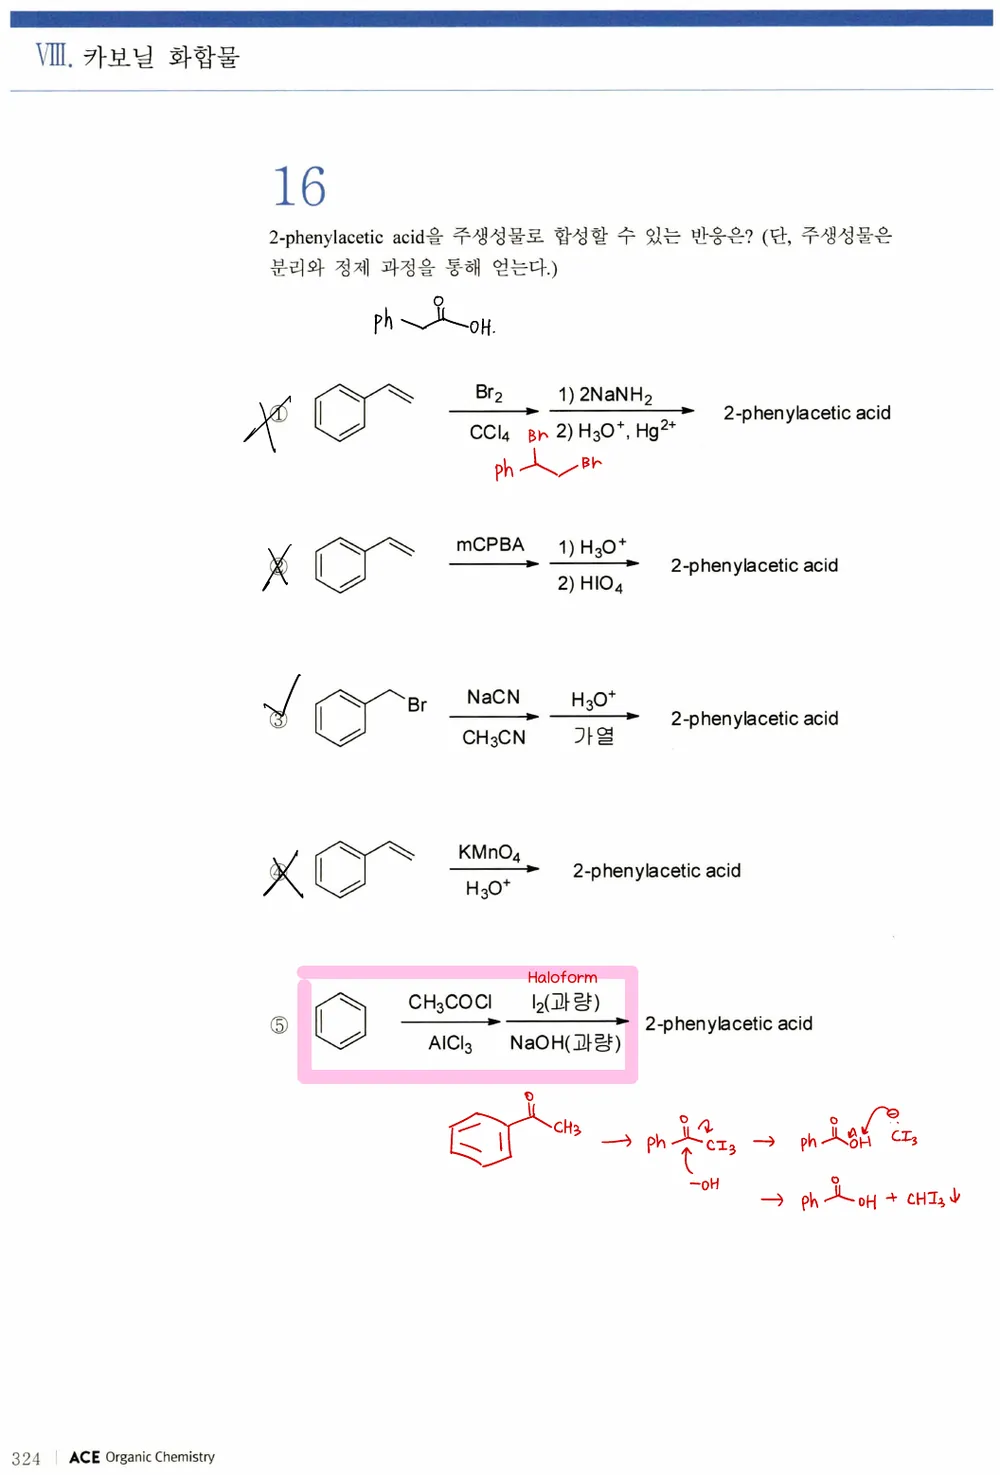 Ⅷ. 카보닐 화합물
16
2-phenylacetic acid을 주생성물로 합성할 수 있는 반응은? (단, 주생성물은
분리와 정제 과정을 통해 얻는다.)
Ph O OH.
① Br2 CCl4 1) 2NaNH2 2) H3O+, Hg2+ 2-phenylacetic acid
Ph Br Br
② mCPBA 1) H3O+ 2) HIO4 2-phenylacetic acid
③ Br NaCN CH3CN H3O+ 가열 2-phenylacetic acid
④ KMnO4 H3O+ 2-phenylacetic acid
Haloform
⑤ CH3COCl AlCl3 I2(과량) NaOH(과량) 2-phenylacetic acid
O CH3 → Ph O CI3 → Ph O OH ⊖ CI3
-OH
→ Ph O OH + CHI3↓
324 | ACE Organic Chemistry